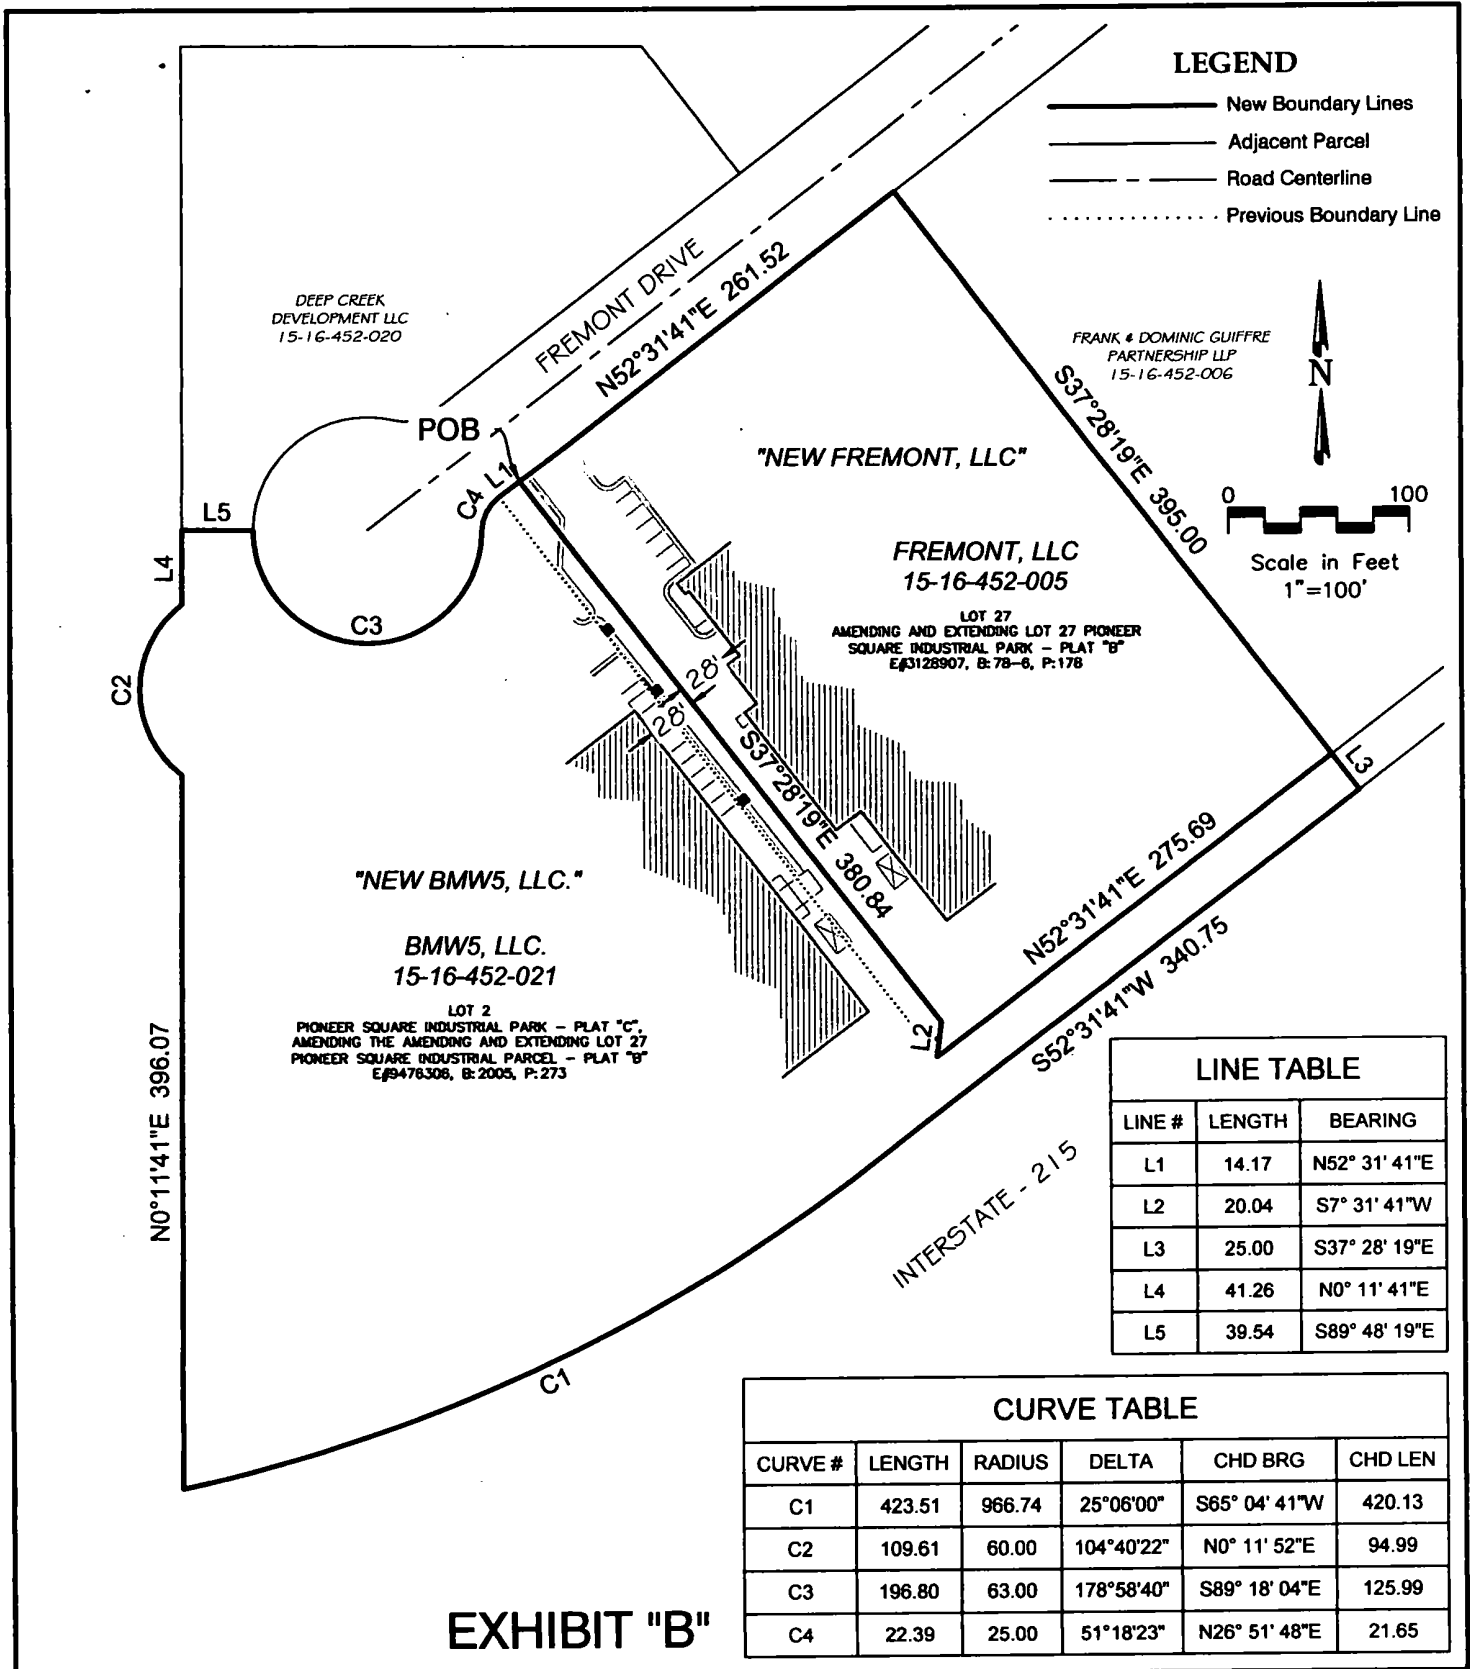 LEGEND
New Boundary Lines
Adjacent Parcel
Road Centerline
Previous Boundary Line
FREMONT DRIVE
N52°31'41"E 261.52
DEEP CREEK
DEVELOPMENT LLC
15-16-452-020
FRANK & DOMINIC GUIFFRE
PARTNERSHIP LLP
15-16-452-006
N
S37°28'19"E 395.00
POB
L1
C4
L5
L4
C3
C2
"NEW FREMONT, LLC"
0 100
Scale in Feet
1"=100'
FREMONT, LLC
15-16-452-005
LOT 27
AMENDING AND EXTENDING LOT 27 PIONEER
SQUARE INDUSTRIAL PARK - PLAT "B"
E#3128907, B:78-6, P:178
28'
28'
S37°28'19"E 380.84
L3
N52°31'41"E 275.69
S52°31'41"W 340.75
L2
"NEW BMW5, LLC."
BMW5, LLC.
15-16-452-021
LOT 2
PIONEER SQUARE INDUSTRIAL PARK - PLAT "C",
AMENDING THE AMENDING AND EXTENDING LOT 27
PIONEER SQUARE INDUSTRIAL PARCEL - PLAT "B"
E#9476306, B:2005, P:273
N0°11'41"E 396.07
INTERSTATE - 215
C1
LINE TABLE
LINE # LENGTH BEARING
L1 14.17 N52° 31' 41"E
L2 20.04 S7° 31' 41"W
L3 25.00 S37° 28' 19"E
L4 41.26 N0° 11' 41"E
L5 39.54 S89° 48' 19"E
CURVE TABLE
CURVE # LENGTH RADIUS DELTA CHD BRG CHD LEN
C1 423.51 966.74 25°06'00" S65° 04' 41"W 420.13
C2 109.61 60.00 104°40'22" N0° 11' 52"E 94.99
C3 196.80 63.00 178°58'40" S89° 18' 04"E 125.99
C4 22.39 25.00 51°18'23" N26° 51' 48"E 21.65
EXHIBIT "B"